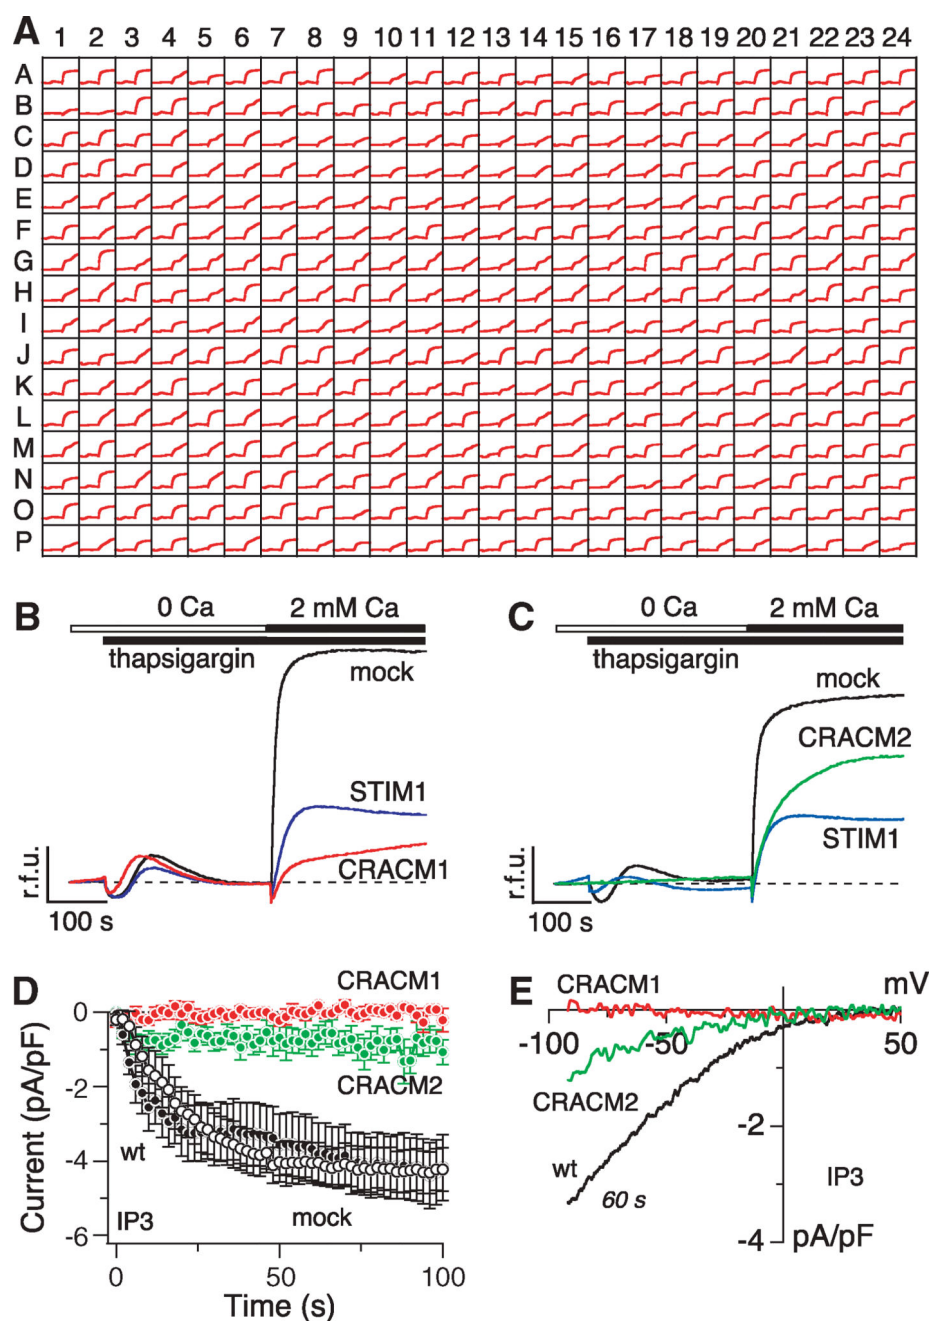 A
1 2 3 4 5 6 7 8 9 10 11 12 13 14 15 16 17 18 19 20 21 22 23 24
A
B
C
D
E
F
G
H
I
J
K
L
M
N
O
P
B
0 Ca 2 mM Ca
thapsigargin
mock
STIM1
CRACM1
r.f.u.
100 s
C
0 Ca 2 mM Ca
thapsigargin
mock
CRACM2
STIM1
r.f.u.
100 s
D
CRACM1
CRACM2
wt
IP3
mock
Current (pA/pF)
0
-2
-4
-6
0 50 100
Time (s)
E
CRACM1
mV
-100 -50 50
CRACM2
-2
wt
60 s
IP3
-4 pA/pF